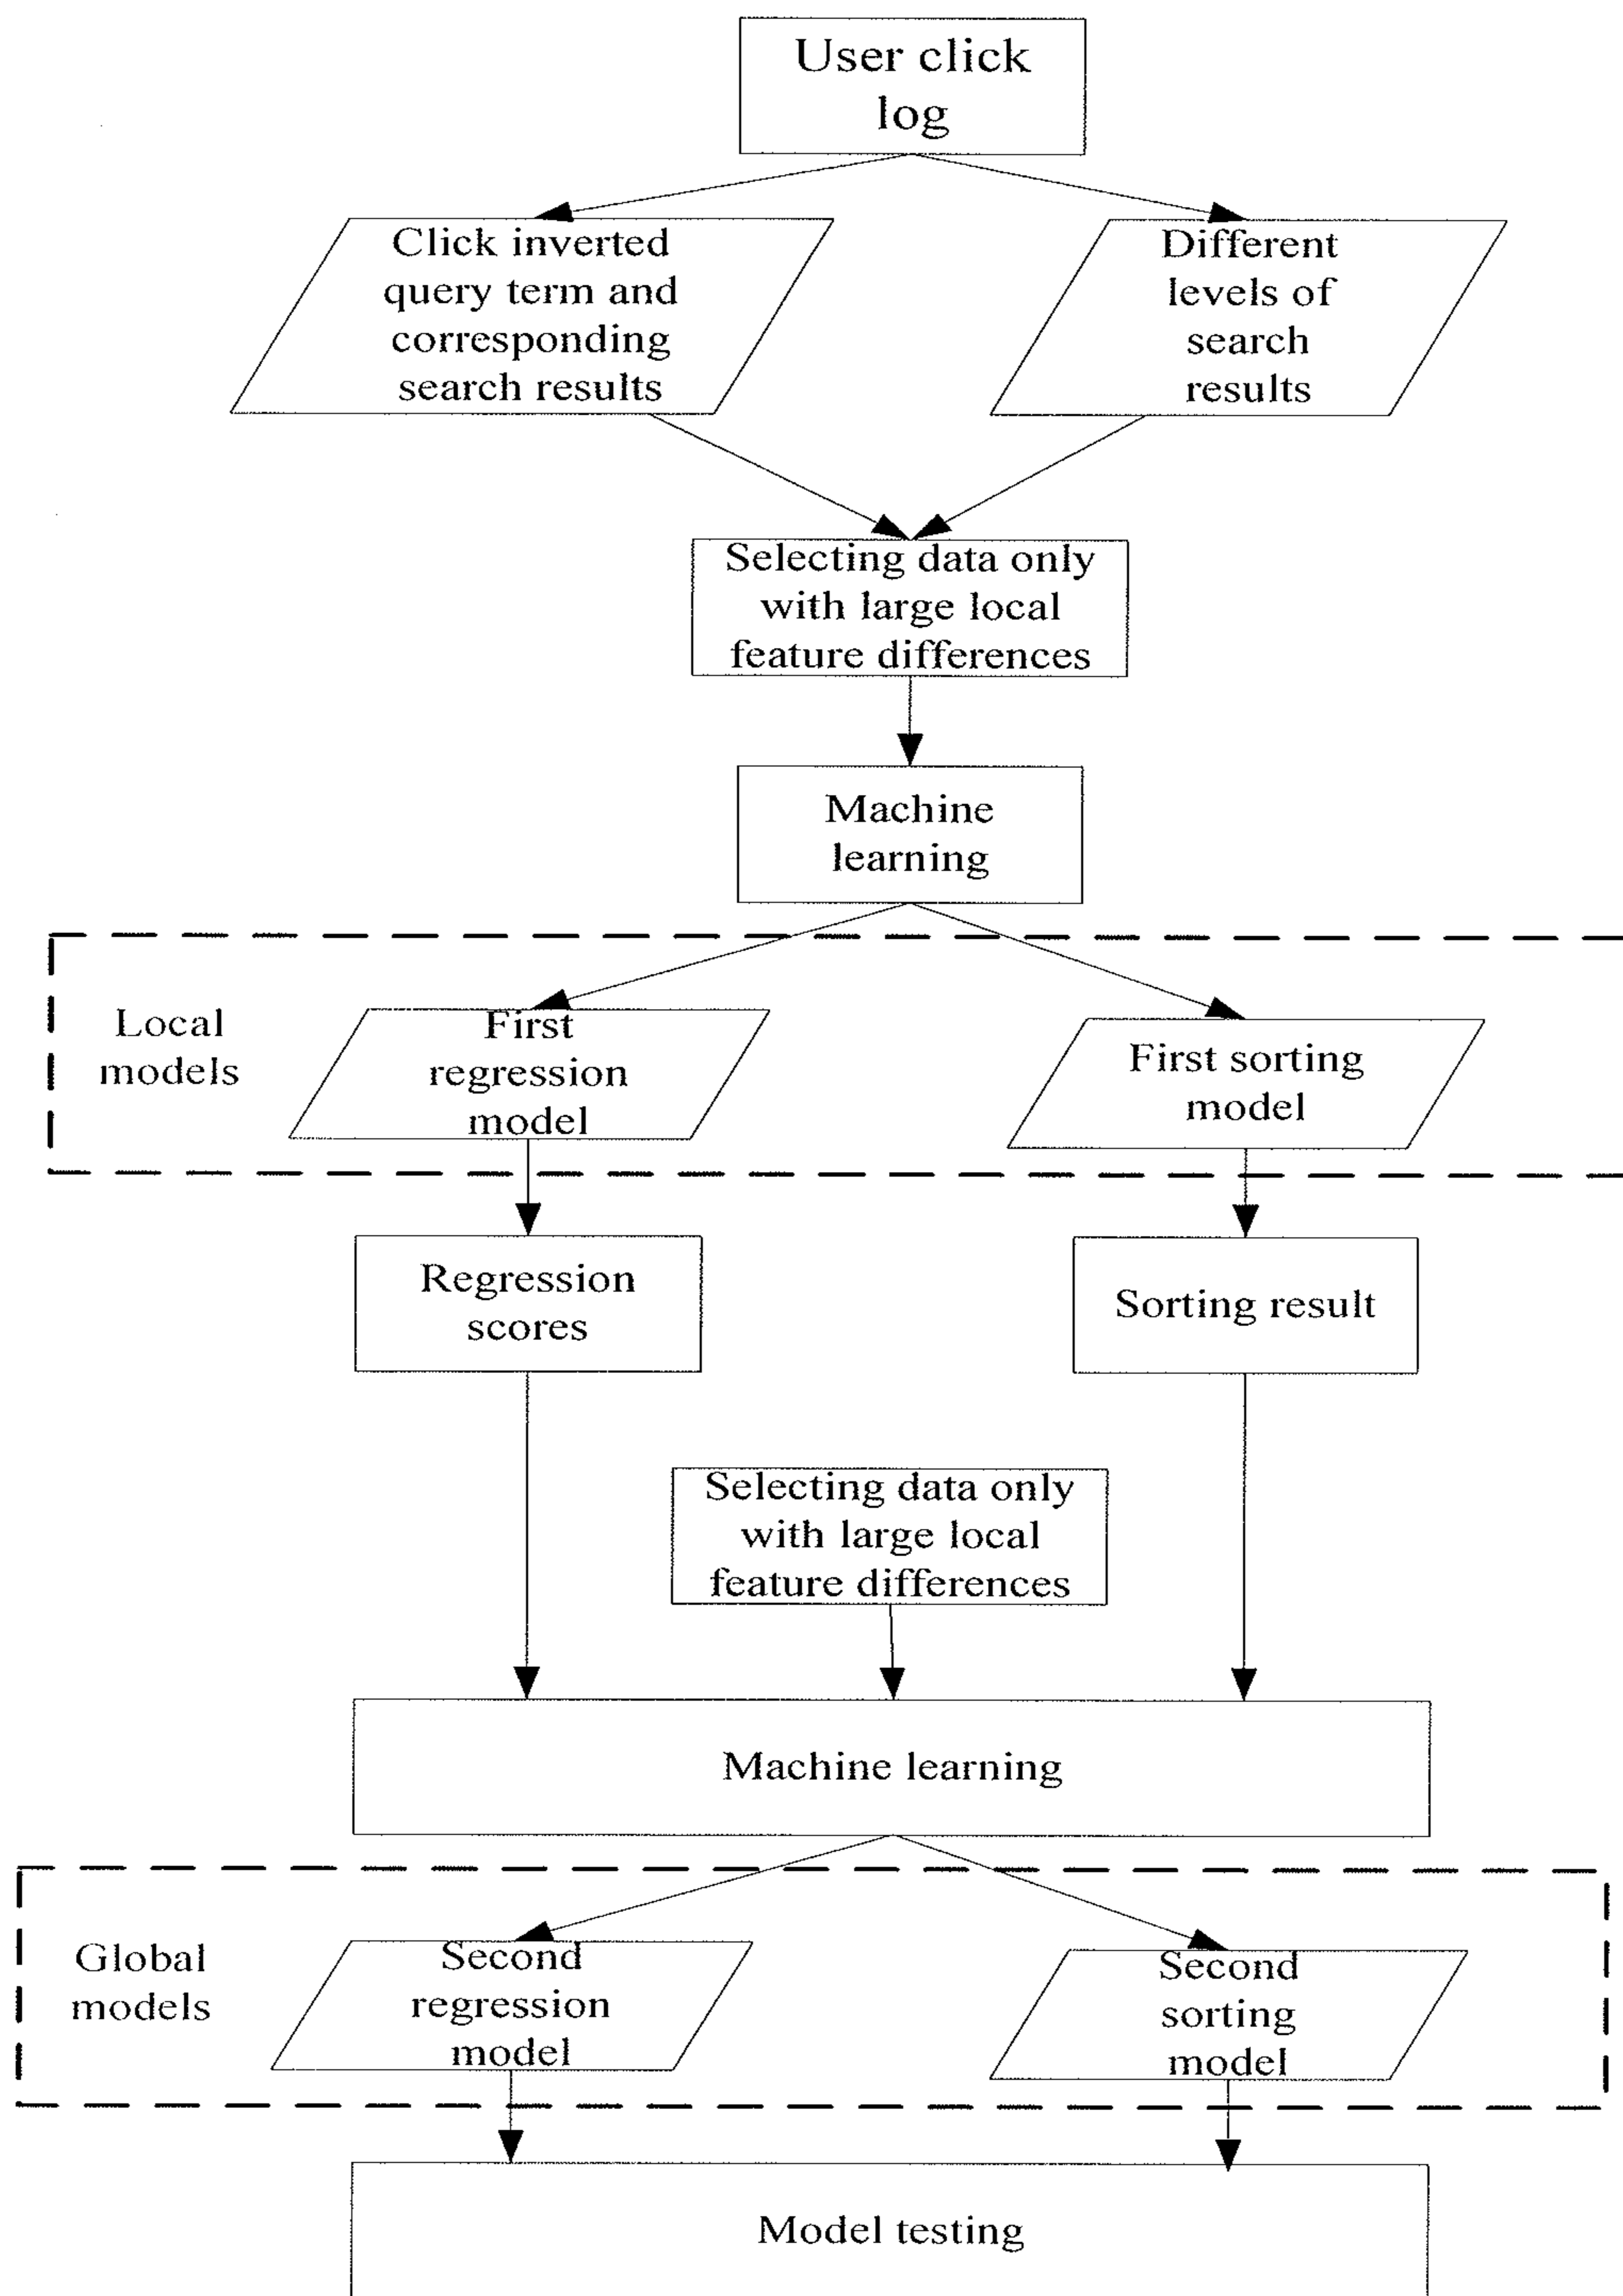 User click
log
Click inverted
query term and
corresponding
search results
Different
levels of
search
results
Selecting data only
with large local
feature differences
Machine
learning
Local
models
First
regression
model
First sorting
model
Regression
scores
Sorting result
Selecting data only
with large local
feature differences
Machine learning
Global
models
Second
regression
model
Second
sorting
model
Model testing